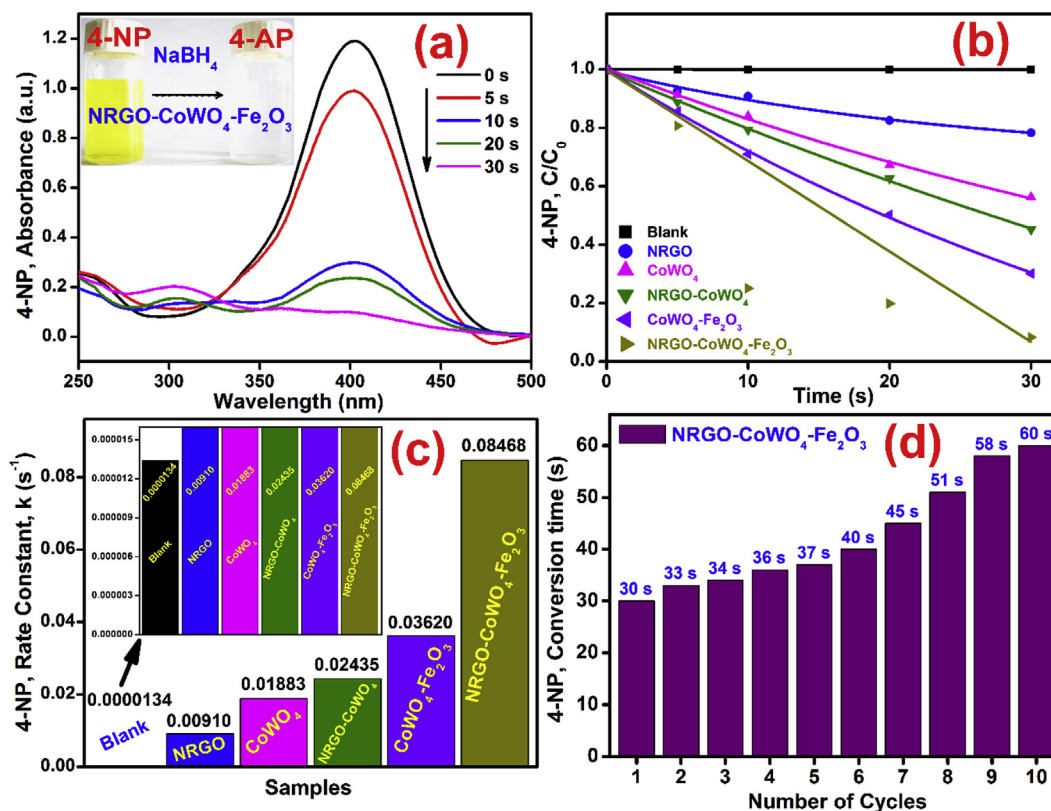 (a)
4-NP
4-AP
NaBH4
NRGO-CoWO4-Fe2O3
0 s
5 s
10 s
20 s
30 s
1.2
1.0
0.8
0.6
0.4
0.2
0.0
4-NP, Absorbance (a.u.)
250
300
350
400
450
500
Wavelength (nm)
(b)
1.0
0.8
0.6
0.4
0.2
0.0
4-NP, C/C0
Blank
NRGO
CoWO4
NRGO-CoWO4
CoWO4-Fe2O3
NRGO-CoWO4-Fe2O3
0
10
20
30
Time (s)
(c)
0.08
0.06
0.04
0.02
0.00
4-NP, Rate Constant, k (s-1)
0.000015
0.000012
0.000009
0.000006
0.000003
0.000000
0.0000134
0.00910
0.01883
0.02435
0.03620
0.08468
Blank
NRGO
CoWO4
NRGO-CoWO4
CoWO4-Fe2O3
NRGO-CoWO4-Fe2O3
0.0000134
Blank
0.00910
NRGO
0.01883
CoWO4
0.02435
NRGO-CoWO4
0.03620
CoWO4-Fe2O3
0.08468
NRGO-CoWO4-Fe2O3
Samples
(d)
NRGO-CoWO4-Fe2O3
60
50
40
30
20
10
0
4-NP, Conversion time (s)
30 s
33 s
34 s
36 s
37 s
40 s
45 s
51 s
58 s
60 s
1
2
3
4
5
6
7
8
9
10
Number of Cycles